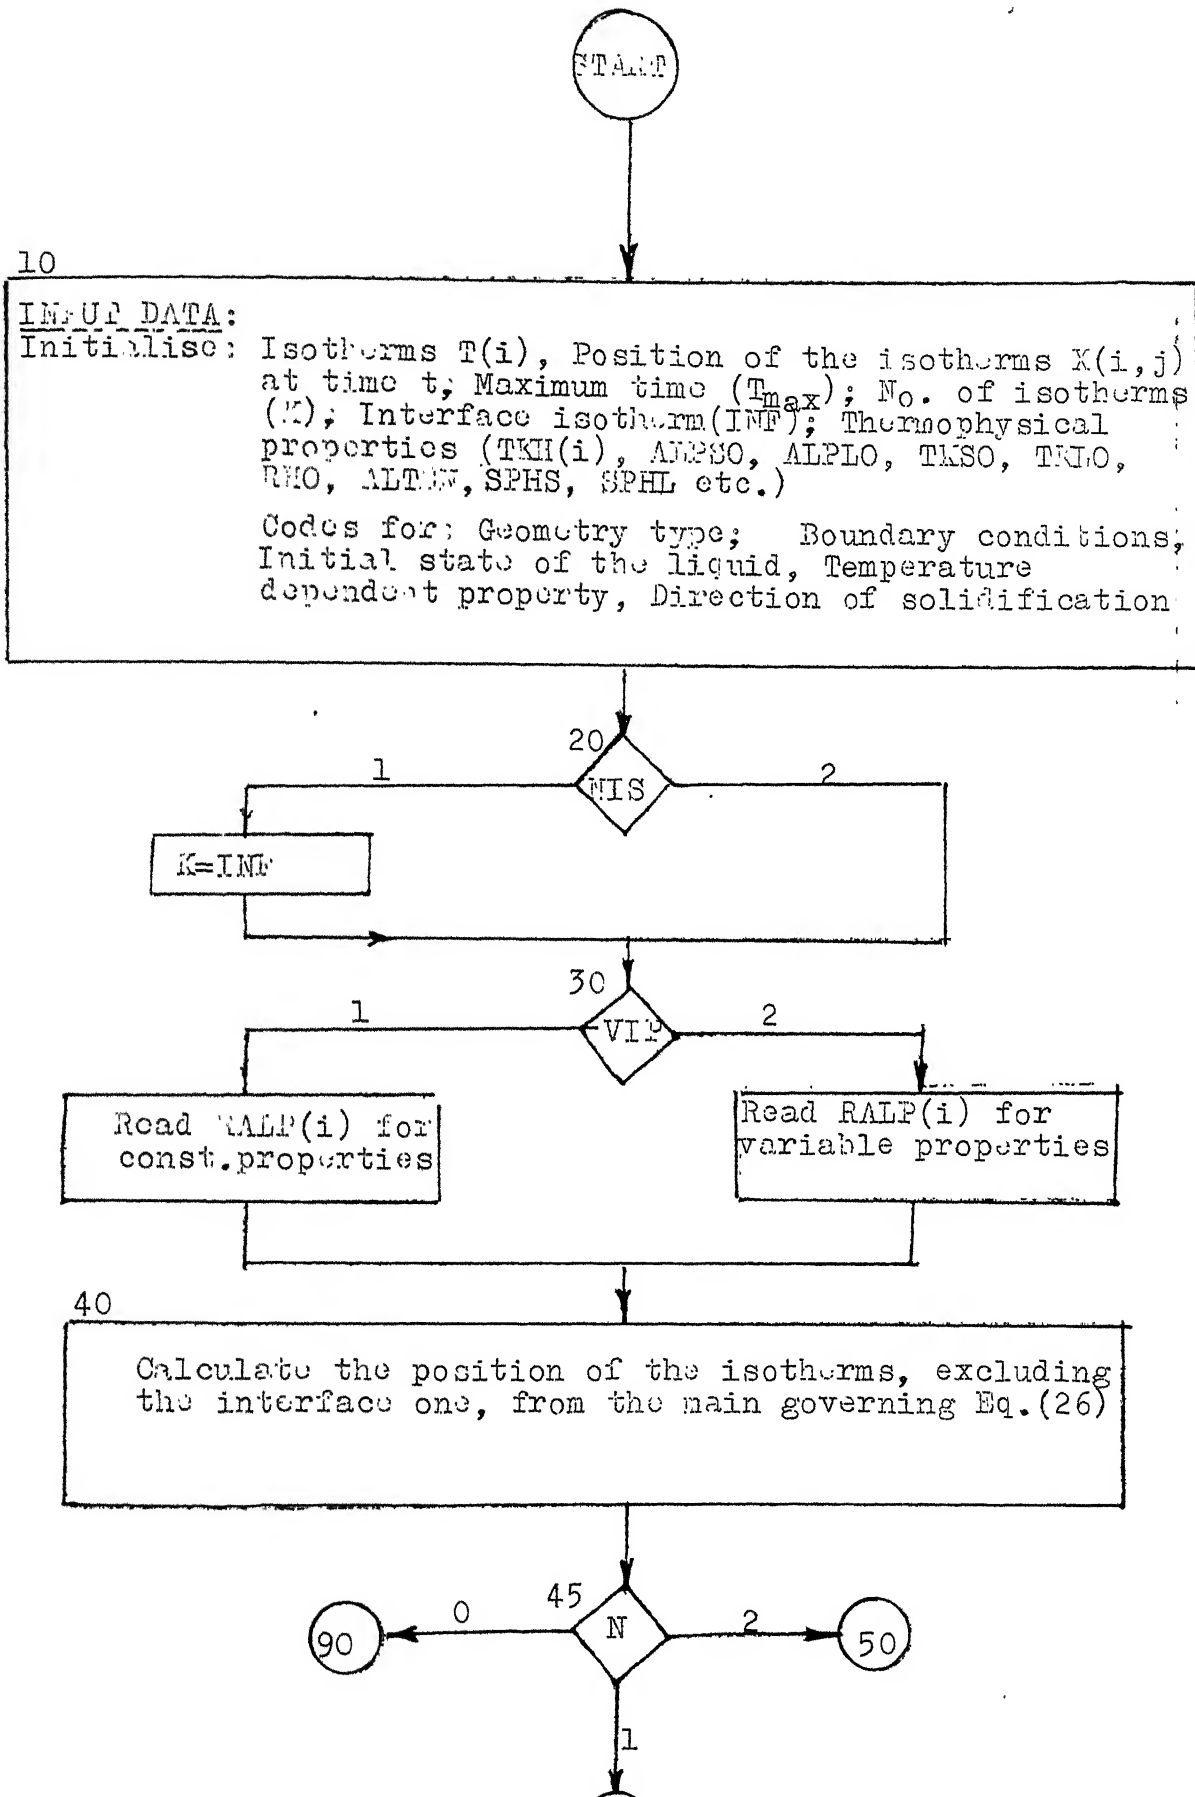 START
10
INPUT DATA:
Initialise: Isotherms T(i), Position of the isotherms X(i,j)
at time t; Maximum time (Tmax); No. of isotherms
(K); Interface isotherm(INF); Thermophysical
properties (TKH(i), ALPSO, ALPLO, TKSO, TKLO,
RHO, SPHS, SPHL etc.)
Codes for; Geometry type; Boundary conditions,
Initial state of the liquid, Temperature
dependent property, Direction of solidification
20
1
NIS
2
K=INF
30
1
VIP
2
Read RALP(i) for
const.properties
Read RALP(i) for
variable properties
40
Calculate the position of the isotherms, excluding
the interface one, from the main governing Eq.(26)
45
90
0
N
2
50
1